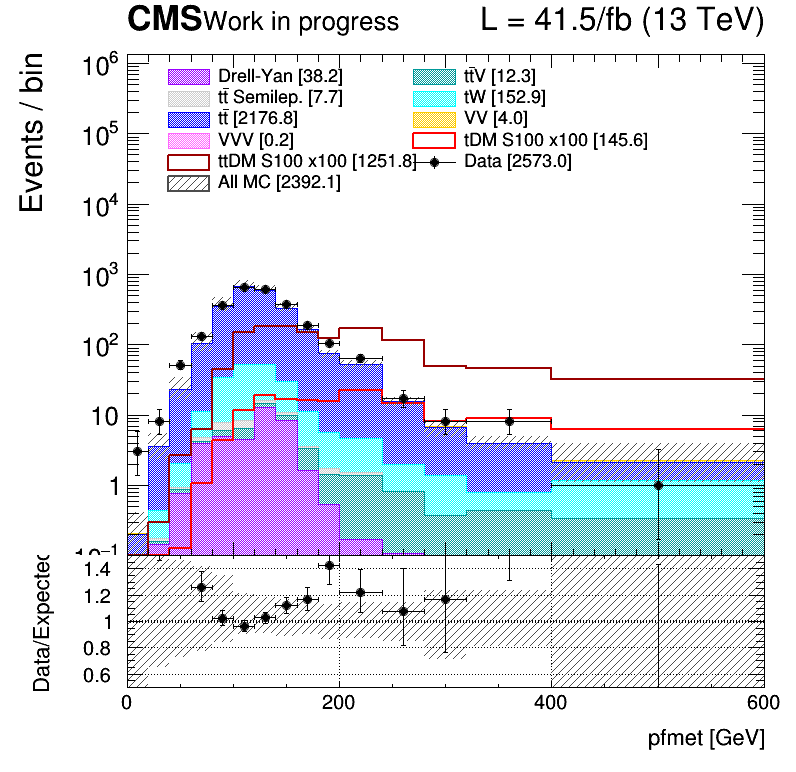 CMS Work in progress L = 41.5/fb (13 TeV)
Events / bin
10⁶
10⁵
10⁴
10³
10²
10
1
10⁻¹
Drell-Yan [38.2]
tt̄V [12.3]
tt̄ Semilep. [7.7]
tW [152.9]
tt̄ [2176.8]
VV [4.0]
VVV [0.2]
tDM S100 x100 [145.6]
ttDM S100 x100 [1251.8]
Data [2573.0]
All MC [2392.1]
Data/Expected
1.4
1.2
1
0.8
0.6
0 200 400 600
pfmet [GeV]